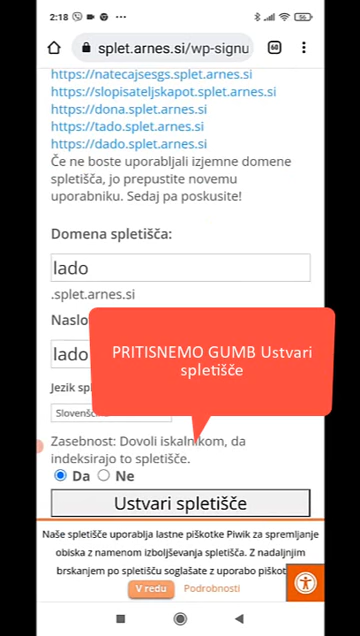 2:18
56
splet.arnes.si/wp-signu
https://natecajsesgs.splet.arnes.si
https://slopisateljskapot.splet.arnes.si
https://dona.splet.arnes.si
https://tado.splet.arnes.si
https://dado.splet.arnes.si
Če ne boste uporabljali izjemne domene
spletišča, jo prepustite novemu
uporabniku. Sedaj pa poskusite!
Domena spletišča:
lado
.splet.arnes.si
Naslo
lado
PRITISNEMO GUMB Ustvari
spletišče
Jezik sp
Slovenšč
Zasebnost: Dovoli iskalnikom, da
indeksirajo to spletišče.
Da Ne
Ustvari spletišče
Naše spletišče uporablja lastne piškotke Piwik za spremljanje
obiska z namenom izboljševanja spletišča. Z nadaljnjim
brskanjem po spletišču soglašate z uporabo piškot
V redu Podrobnosti